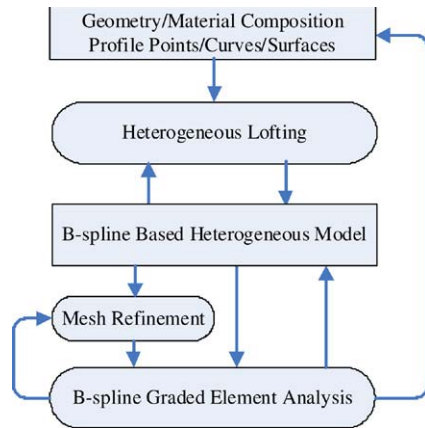 Geometry/Material Composition
Profile Points/Curves/Surfaces
Heterogeneous Lofting
B-spline Based Heterogeneous Model
Mesh Refinement
B-spline Graded Element Analysis